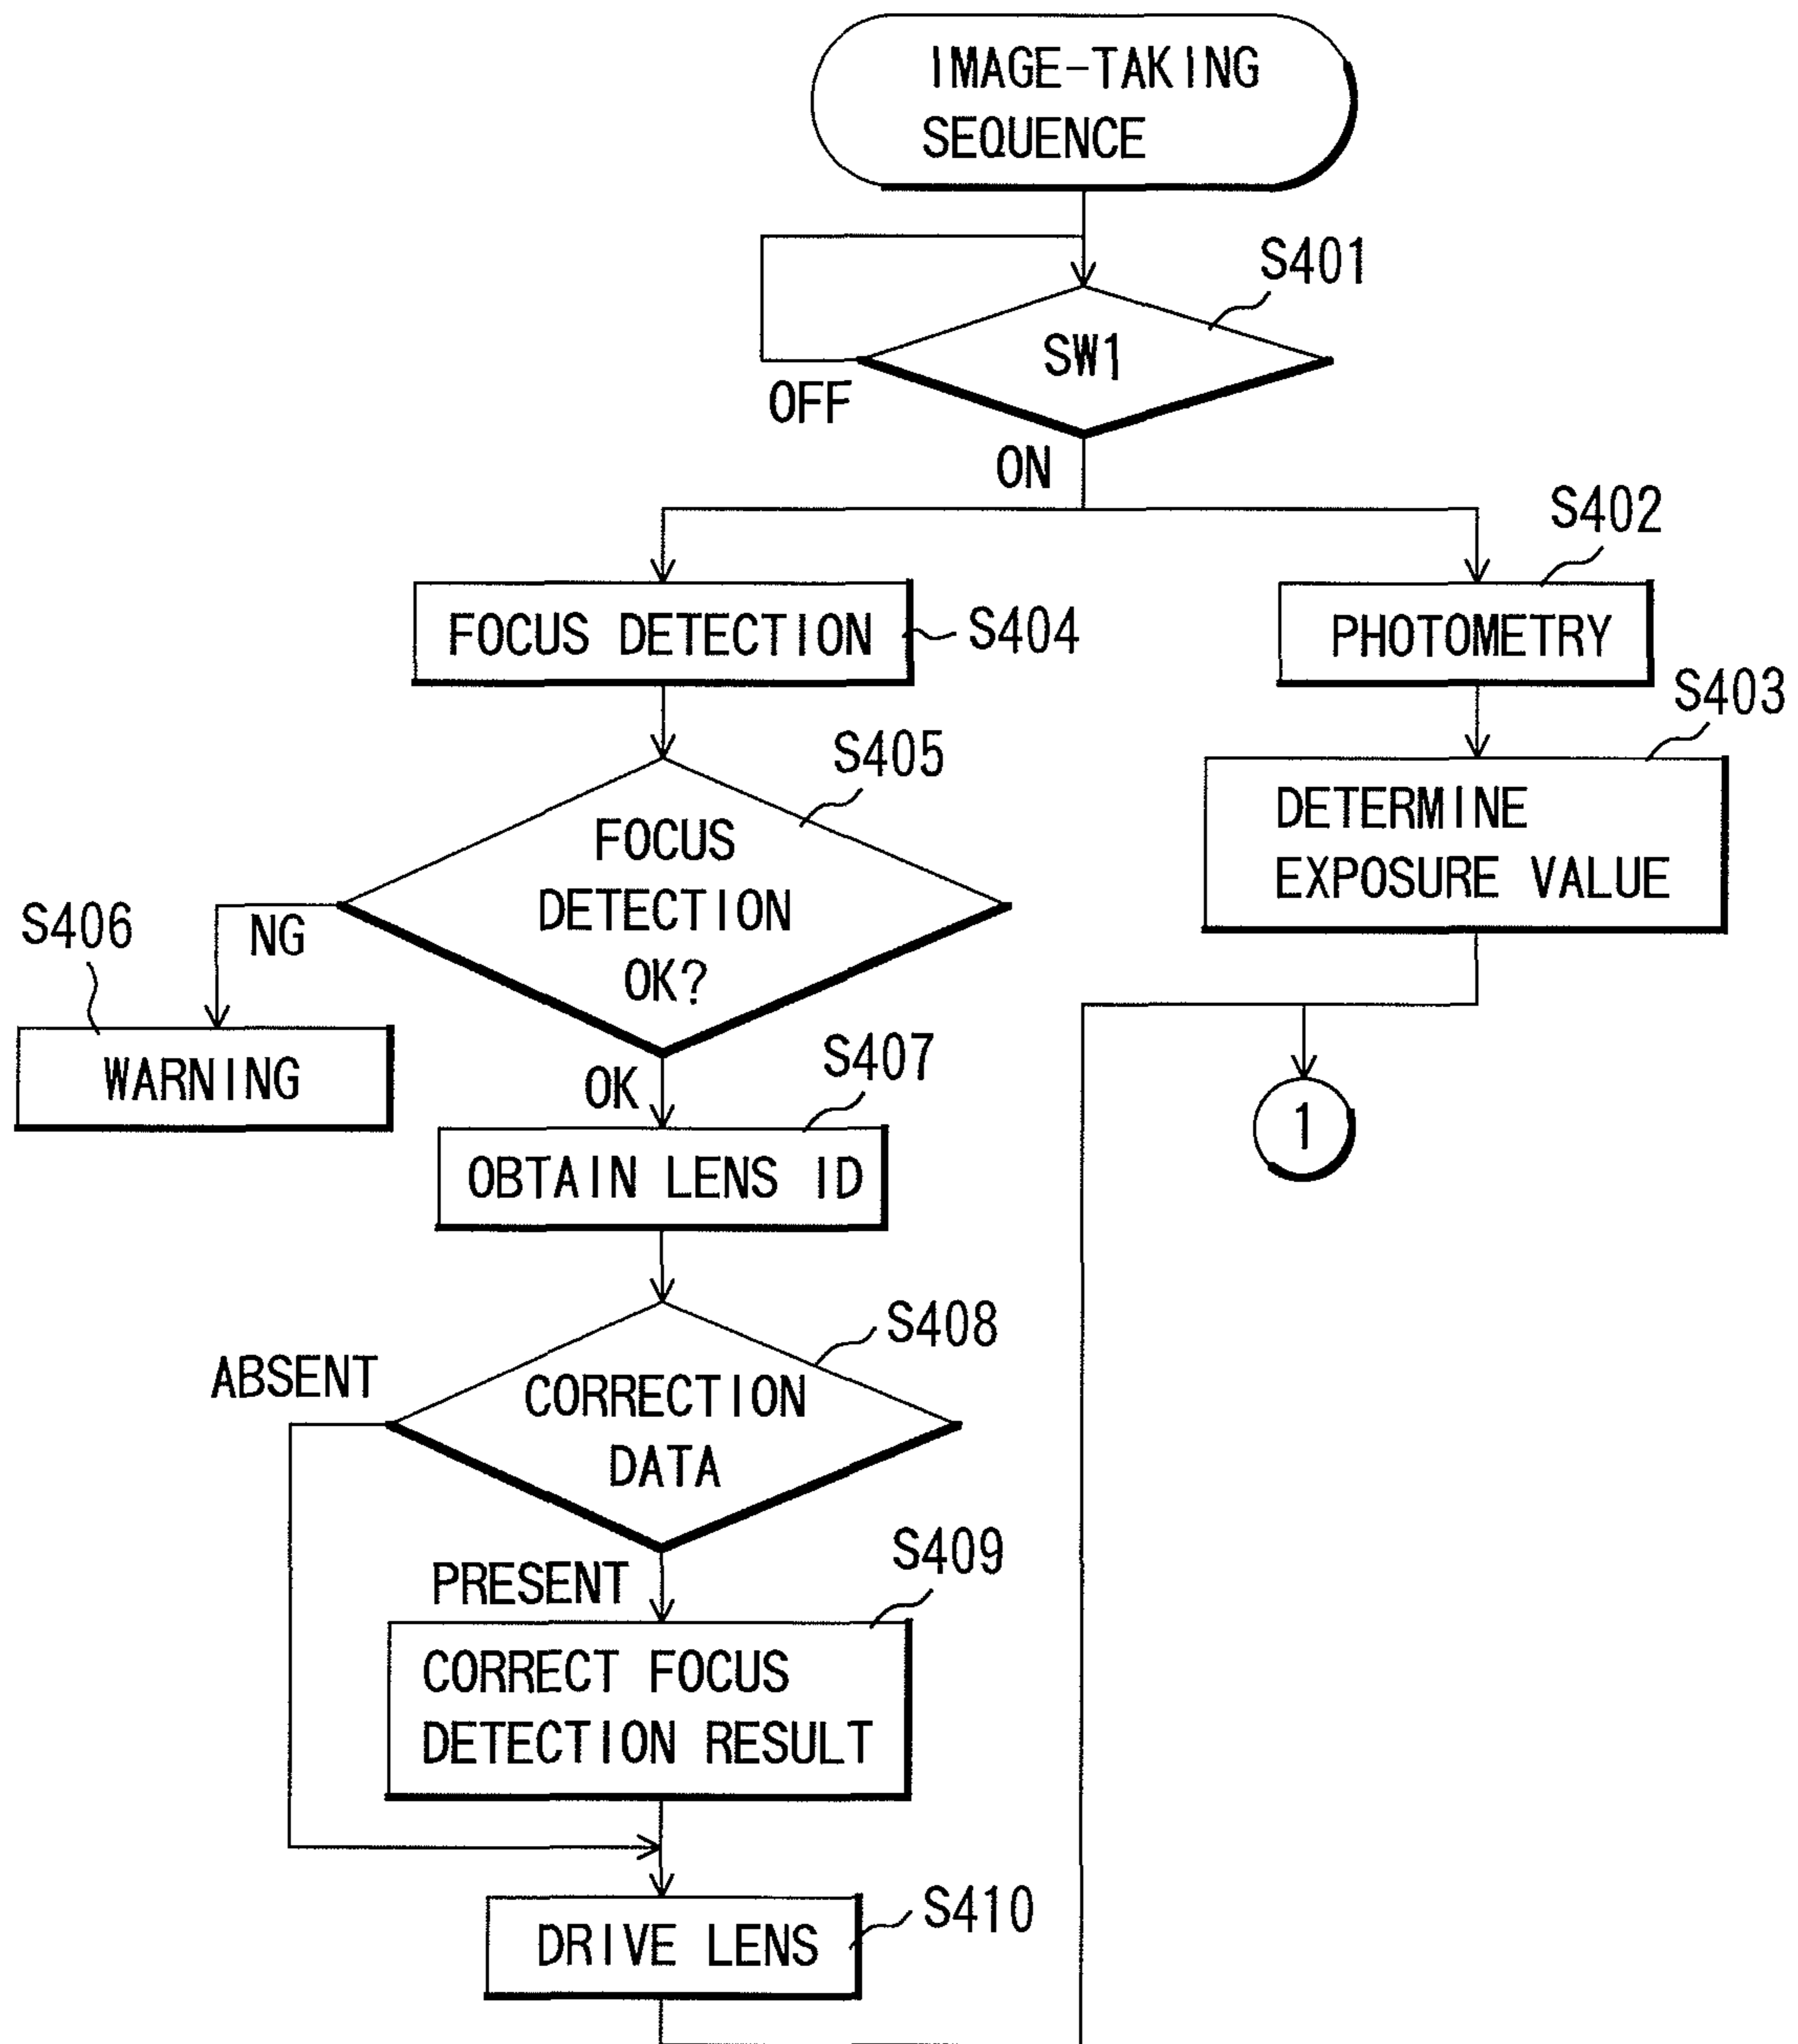 IMAGE-TAKING
SEQUENCE
S401
SW1
OFF
ON
S402
PHOTOMETRY
FOCUS DETECTION
S404
S403
DETERMINE
EXPOSURE VALUE
S405
FOCUS
DETECTION
OK?
NG
S406
WARNING
OK
S407
1
OBTAIN LENS ID
S408
ABSENT
CORRECTION
DATA
PRESENT
S409
CORRECT FOCUS
DETECTION RESULT
S410
DRIVE LENS